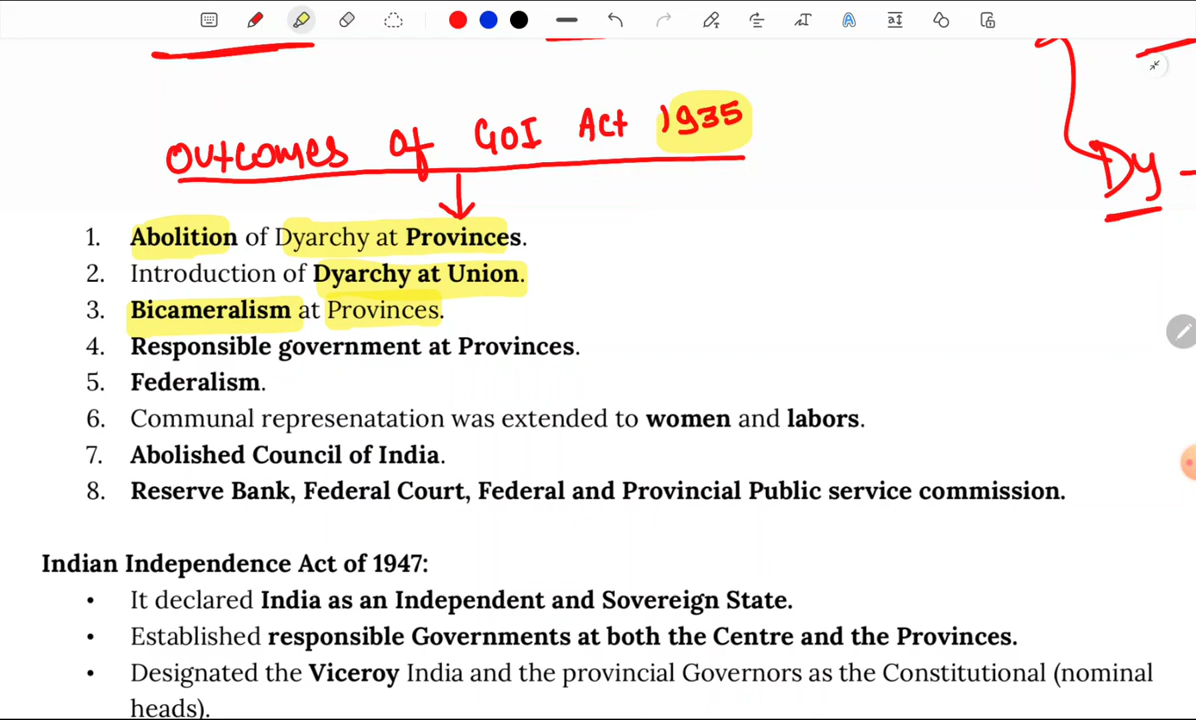 Outcomes of GOI Act 1935
Dy
1. Abolition of Dyarchy at Provinces.
2. Introduction of Dyarchy at Union.
3. Bicameralism at Provinces.
4. Responsible government at Provinces.
5. Federalism.
6. Communal represenatation was extended to women and labors.
7. Abolished Council of India.
8. Reserve Bank, Federal Court, Federal and Provincial Public service commission.
Indian Independence Act of 1947:
• It declared India as an Independent and Sovereign State.
• Established responsible Governments at both the Centre and the Provinces.
• Designated the Viceroy India and the provincial Governors as the Constitutional (nominal
heads).